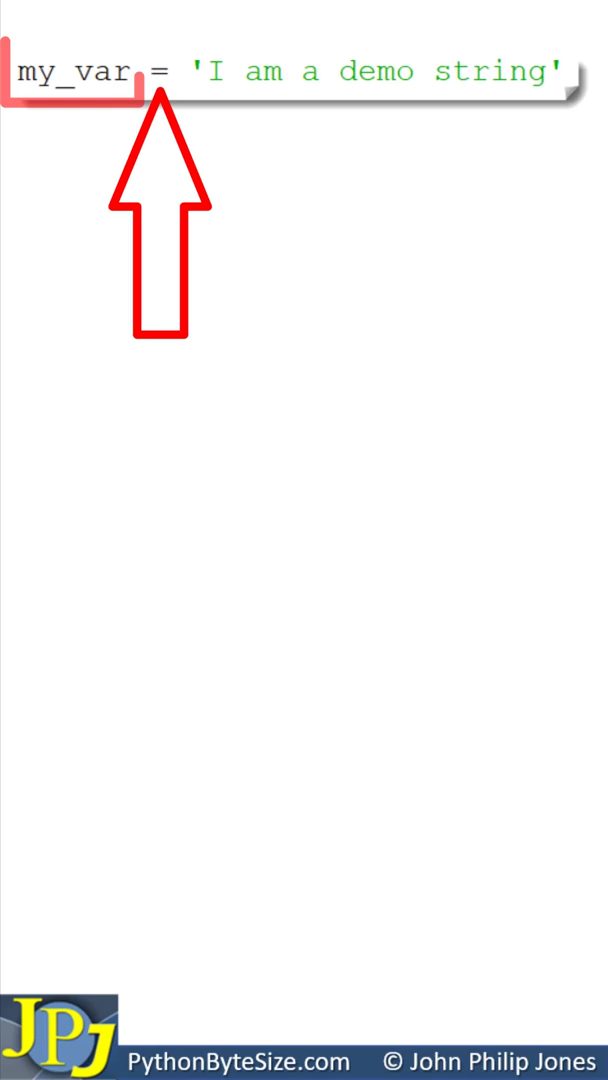 my_var = 'I am a demo string'
JPJ
PythonByteSize.com © John Philip Jones